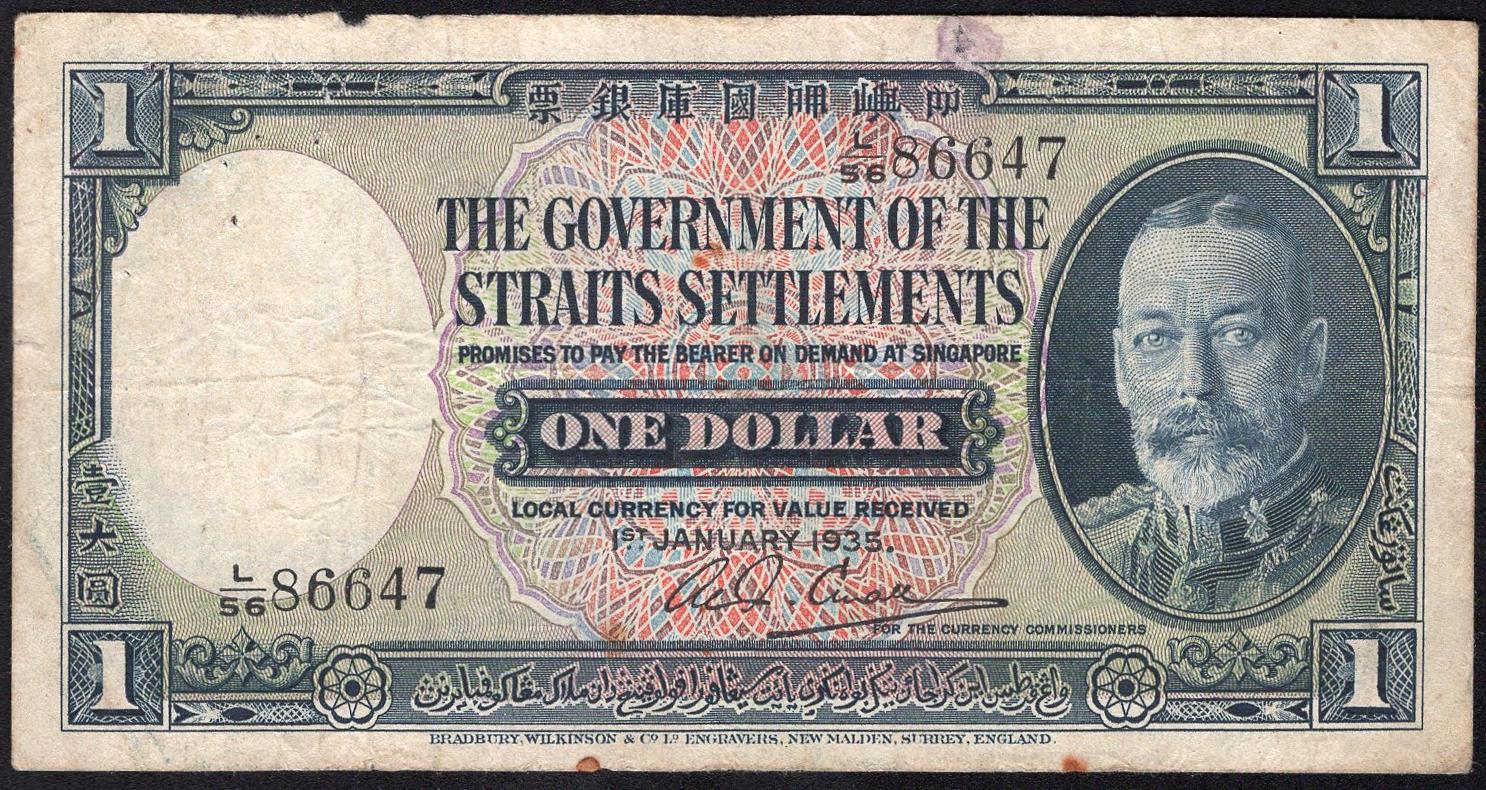 1 1
叻嶼呷國庫銀票
L/56 86647
THE GOVERNMENT OF THE
STRAITS SETTLEMENTS
PROMISES TO PAY THE BEARER ON DEMAND AT SINGAPORE
ONE DOLLAR
LOCAL CURRENCY FOR VALUE RECEIVED
1ST JANUARY 1935.
壹大圓
L/56 86647
FOR THE CURRENCY COMMISSIONERS
1 1
BRADBURY, WILKINSON & Co Ld ENGRAVERS, NEW MALDEN, SURREY, ENGLAND.